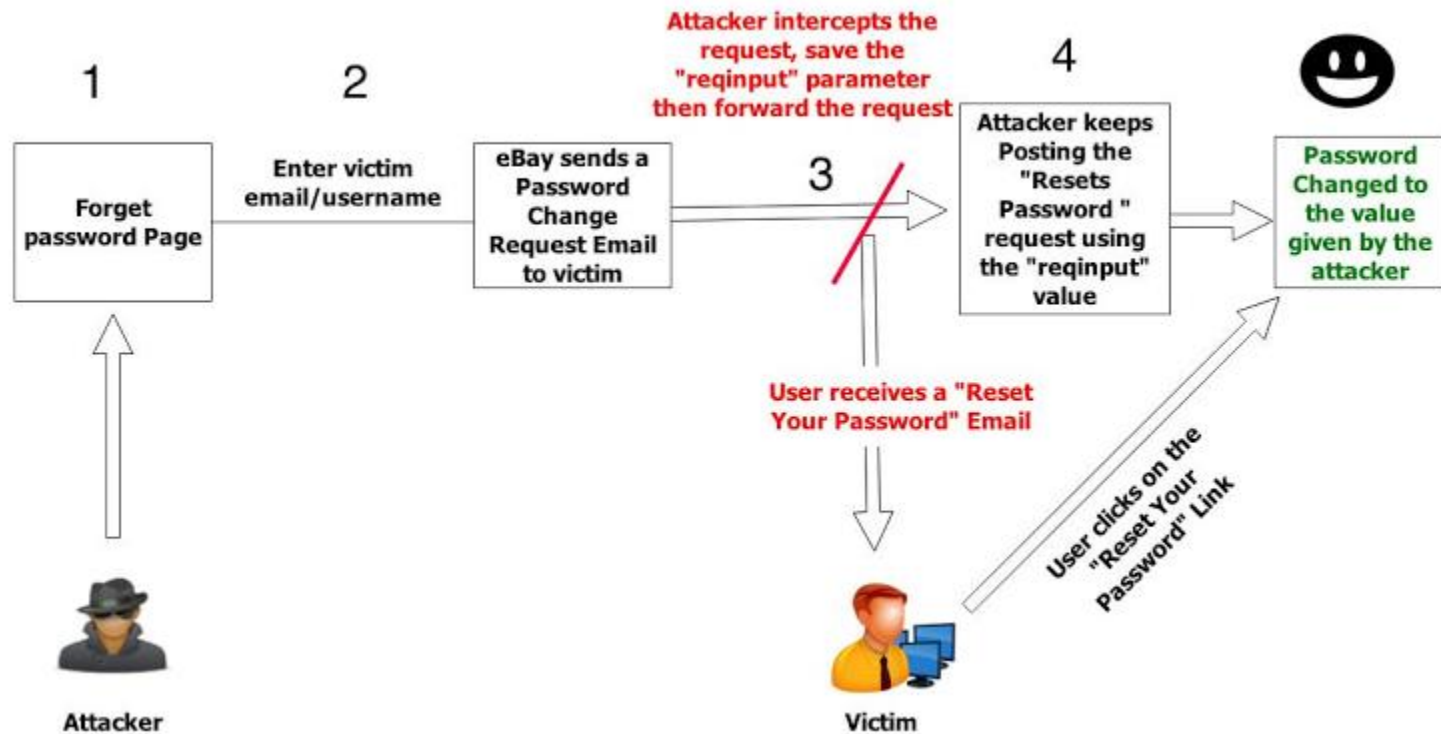 1
Forget
password Page
2
Enter victim
email/username
eBay sends a
Password
Change
Request Email
to victim
Attacker intercepts the
request, save the
"reqinput" parameter
then forward the request
3
4
Attacker keeps
Posting the
"Resets
Password "
request using
the "reqinput"
value
Password
Changed to
the value
given by the
attacker
User receives a "Reset
Your Password" Email
User clicks on the
"Reset Your
Password" Link
Attacker
Victim